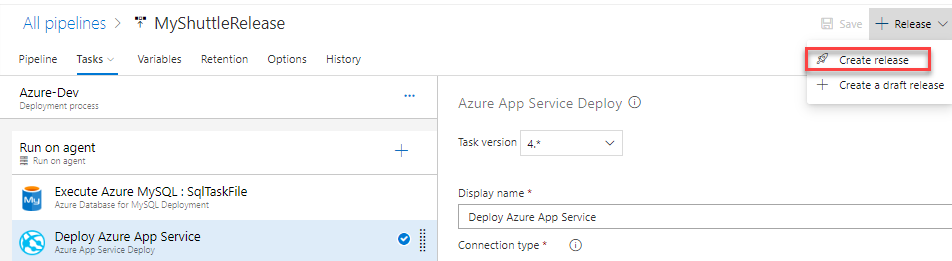 All pipelines > MyShuttleRelease
Save + Release
Pipeline Tasks Variables Retention Options History
Create release
Create a draft release
Azure-Dev
Deployment process
...
Run on agent
Run on agent
Execute Azure MySQL : SqlTaskFile
Azure Database for MySQL Deployment
Deploy Azure App Service
Azure App Service Deploy
Azure App Service Deploy
Task version 4.*
Display name *
Deploy Azure App Service
Connection type *